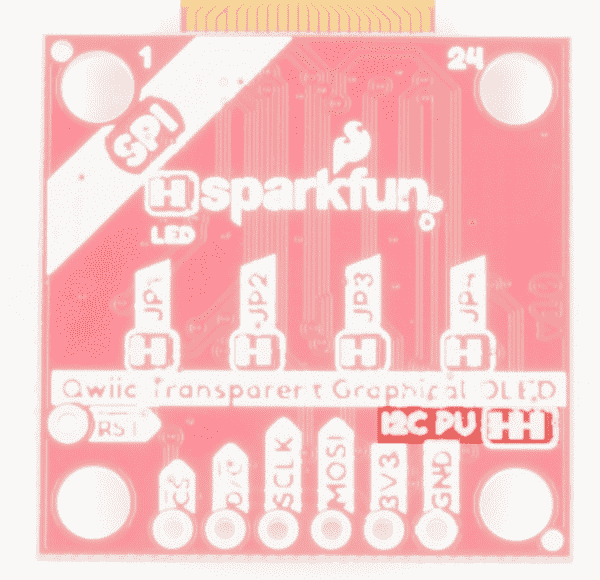 1 24
SPI
sparkfun
LED
JP1 JP2 JP3 JP4
Qwiic Transparent Graphical OLED
RST I2C PU
CS D/C SCLK MOSI 3V3 GND